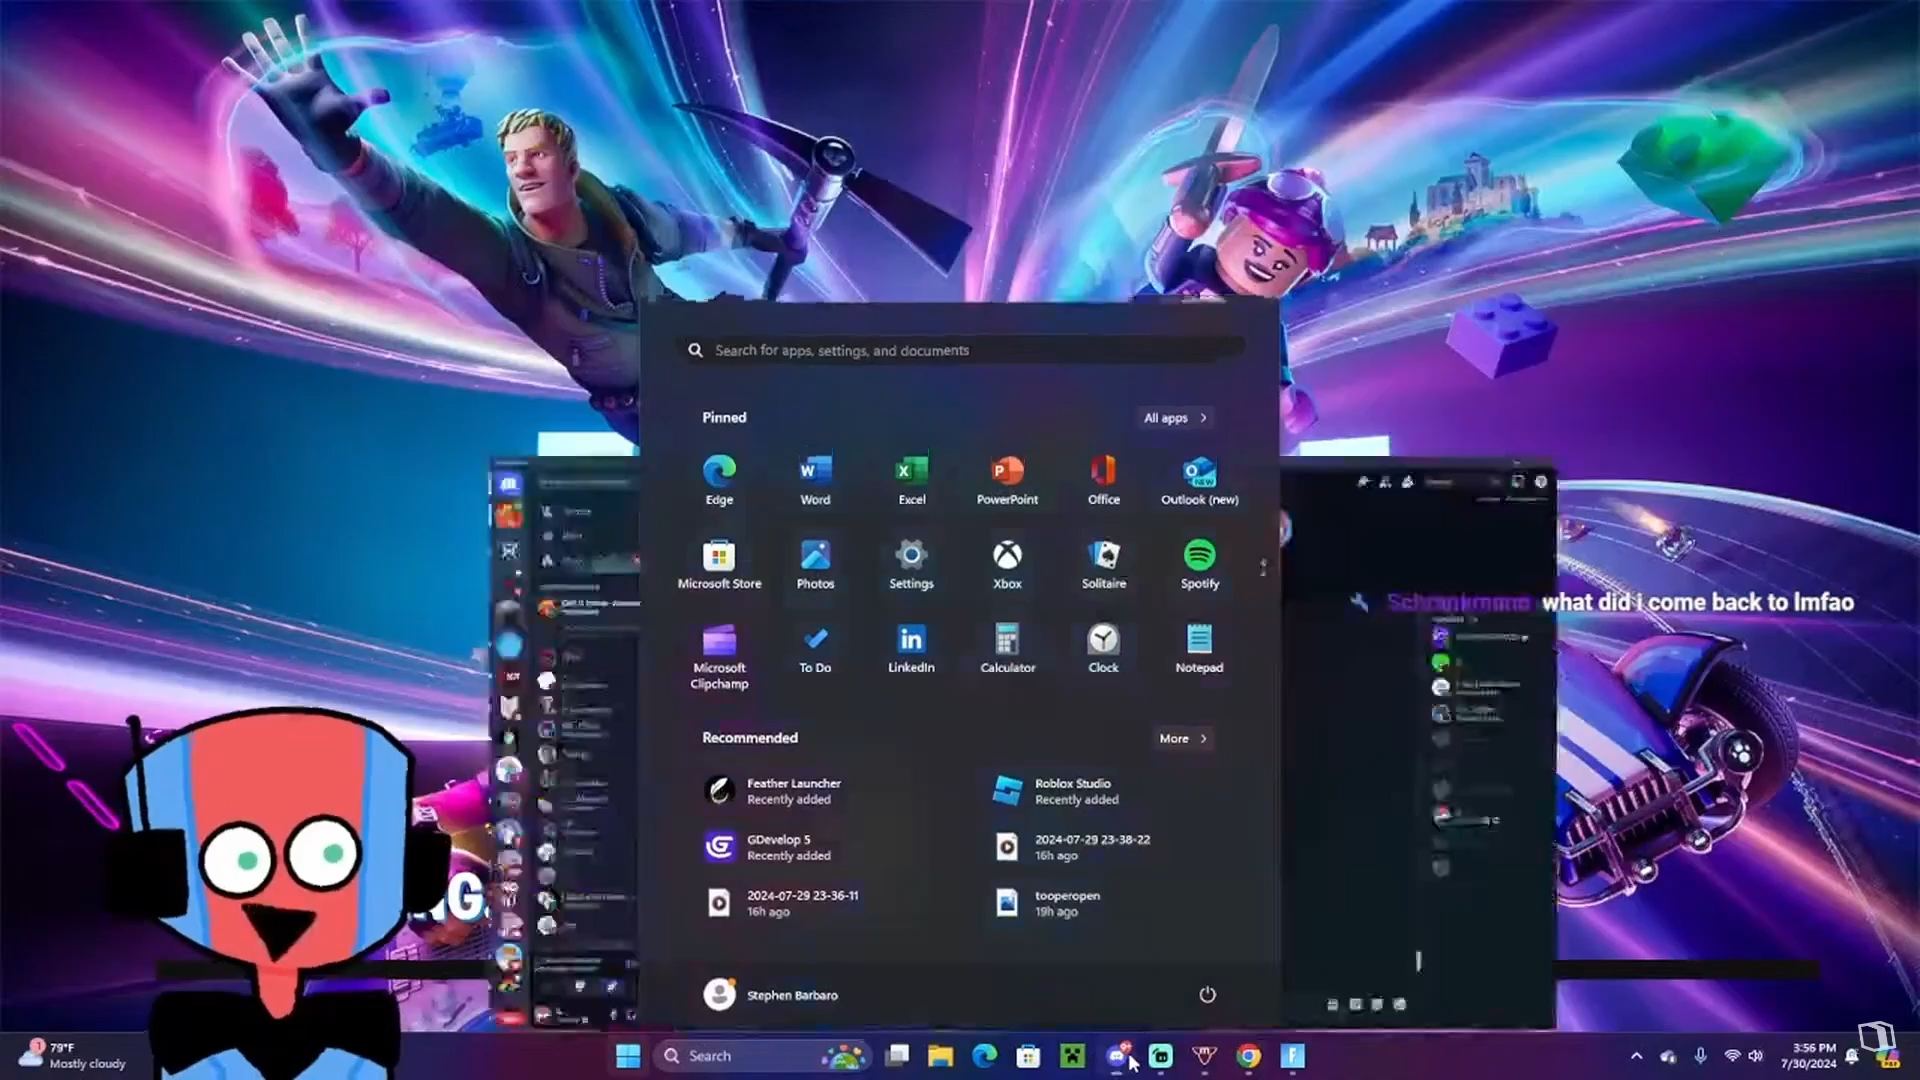 Search for apps, settings, and documents
Pinned
All apps
Edge
Word
Excel
PowerPoint
Office
Outlook (new)
Microsoft Store
Photos
Settings
Xbox
Solitaire
Spotify
Microsoft
Clipchamp
To Do
LinkedIn
Calculator
Clock
Notepad
what did i come back to lmfao
Recommended
More
Feather Launcher
Recently added
Roblox Studio
Recently added
GDevelop 5
Recently added
2024-07-29 23-38-22
16h ago
2024-07-29 23-36-11
16h ago
tooperopen
19h ago
Stephen Barbaro
79°F
Mostly cloudy
Search
3:56 PM
7/30/2024